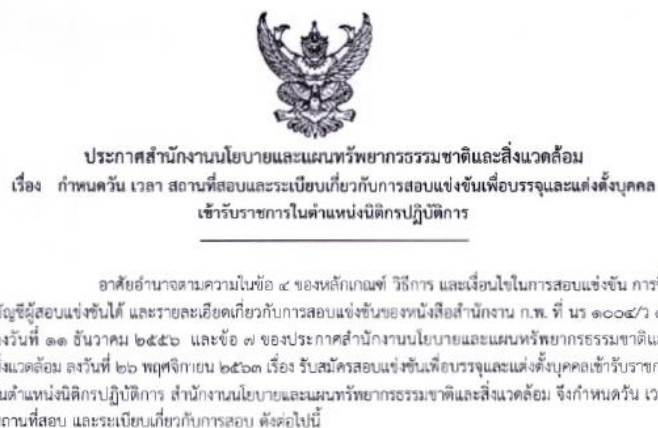 ประกาศสำนักงานนโยบายและแผนทรัพยากรธรรมชาติและสิ่งแวดล้อม
เรื่อง กำหนดวัน เวลา สถานที่สอบและระเบียบเกี่ยวกับการสอบแข่งขันเพื่อบรรจุและแต่งตั้งบุคคล
เข้ารับราชการในตำแหน่งนิติกรปฏิบัติการ
อาศัยอำนาจตามความในข้อ ๔ ของหลักเกณฑ์ วิธีการ และเงื่อนไขในการสอบแข่งขัน
บัญชีผู้สอบแข่งขันได้ และรายละเอียดเกี่ยวกับการสอบแข่งขันของหนังสือสำนักงาน ก.พ. ที่ นร ๑๐๐๔/ว
ลงวันที่ ๑๑ ธันวาคม ๒๕๕๖ และข้อ ๗ ของประกาศสำนักงานนโยบายและแผนทรัพยากรธรรมชาติและ
สิ่งแวดล้อม ลงวันที่ ๒๖ พฤศจิกายน ๒๕๖๓ เรื่อง รับสมัครสอบแข่งขันเพื่อบรรจุและแต่งตั้งบุคคลเข้ารับราชก
ในตำแหน่งนิติกรปฏิบัติการ สำนักงานนโยบายและแผนทรัพยากรธรรมชาติและสิ่งแวดล้อม จึงกำหนดวัน เว
สถานที่สอบ และระเบียบเกี่ยวกับการสอบ ดังต่อไปนี้